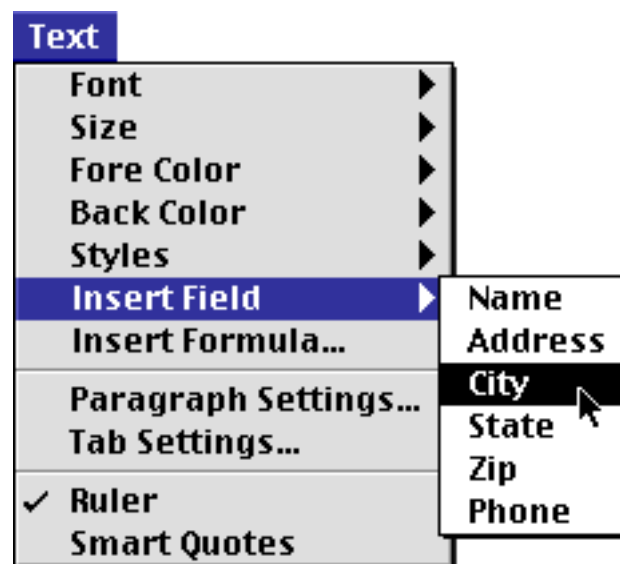 Text
Font
Size
Fore Color
Back Color
Styles
Insert Field
Insert Formula...
Paragraph Settings...
Tab Settings...
Ruler
Smart Quotes
Name
Address
City
State
Zip
Phone